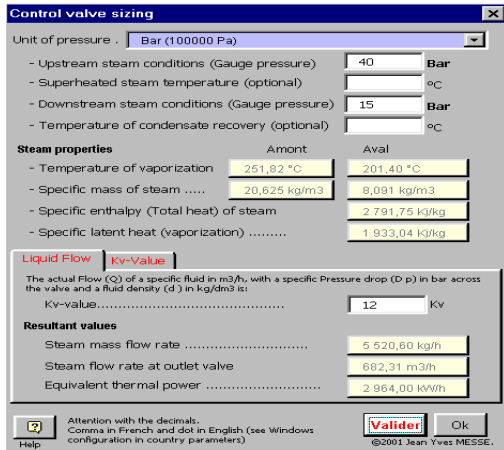 Control valve sizing
Unit of pressure . Bar (100000 Pa)
- Upstream steam conditions (Gauge pressure) 40 Bar
- Superheated steam temperature (optional) °C
- Downstream steam conditions (Gauge pressure) 15 Bar
- Temperature of condensate recovery (optional) °C
Steam properties Amont Aval
- Temperature of vaporization 251,82 °C 201,40 °C
- Specific mass of steam ..... 20,625 kg/m3 8,091 kg/m3
- Specific enthalpy (Total heat) of steam 2 791,75 Kj/kg
- Specific latent heat (vaporization) ......... 1 933,04 Kj/kg
Liquid Flow Kv-Value
The actual Flow (Q) of a specific fluid in m3/h, with a specific Pressure drop (D p) in bar across
the valve and a fluid density (d ) in kg/dm3 is:
Kv-value............................................ 12 Kv
Resultant values
Steam mass flow rate ............................. 5 520,60 kg/h
Steam flow rate at outlet valve 682,31 m3/h
Equivalent thermal power ........................ 2 964,00 kW/h
Help
Attention with the decimals.
Comma in French and dot in English (see Windows
configuration in country parameters)
Valider Ok
©2001 Jean Yves MESSE.